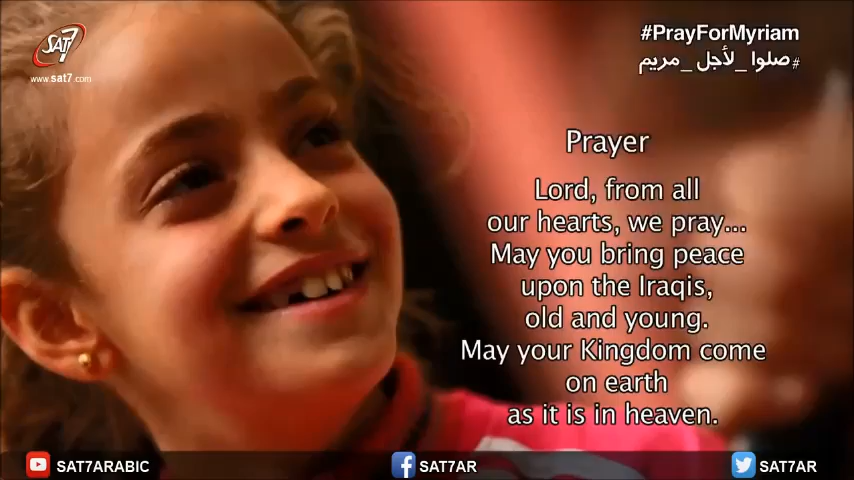 SAT7
www.sat7.com
#PrayForMyriam
#صلوا_لأجل_مريم
Prayer
Lord, from all
our hearts, we pray...
May you bring peace
upon the Iraqis,
old and young.
May your Kingdom come
on earth
as it is in heaven.
SAT7ARABIC
SAT7AR
SAT7AR